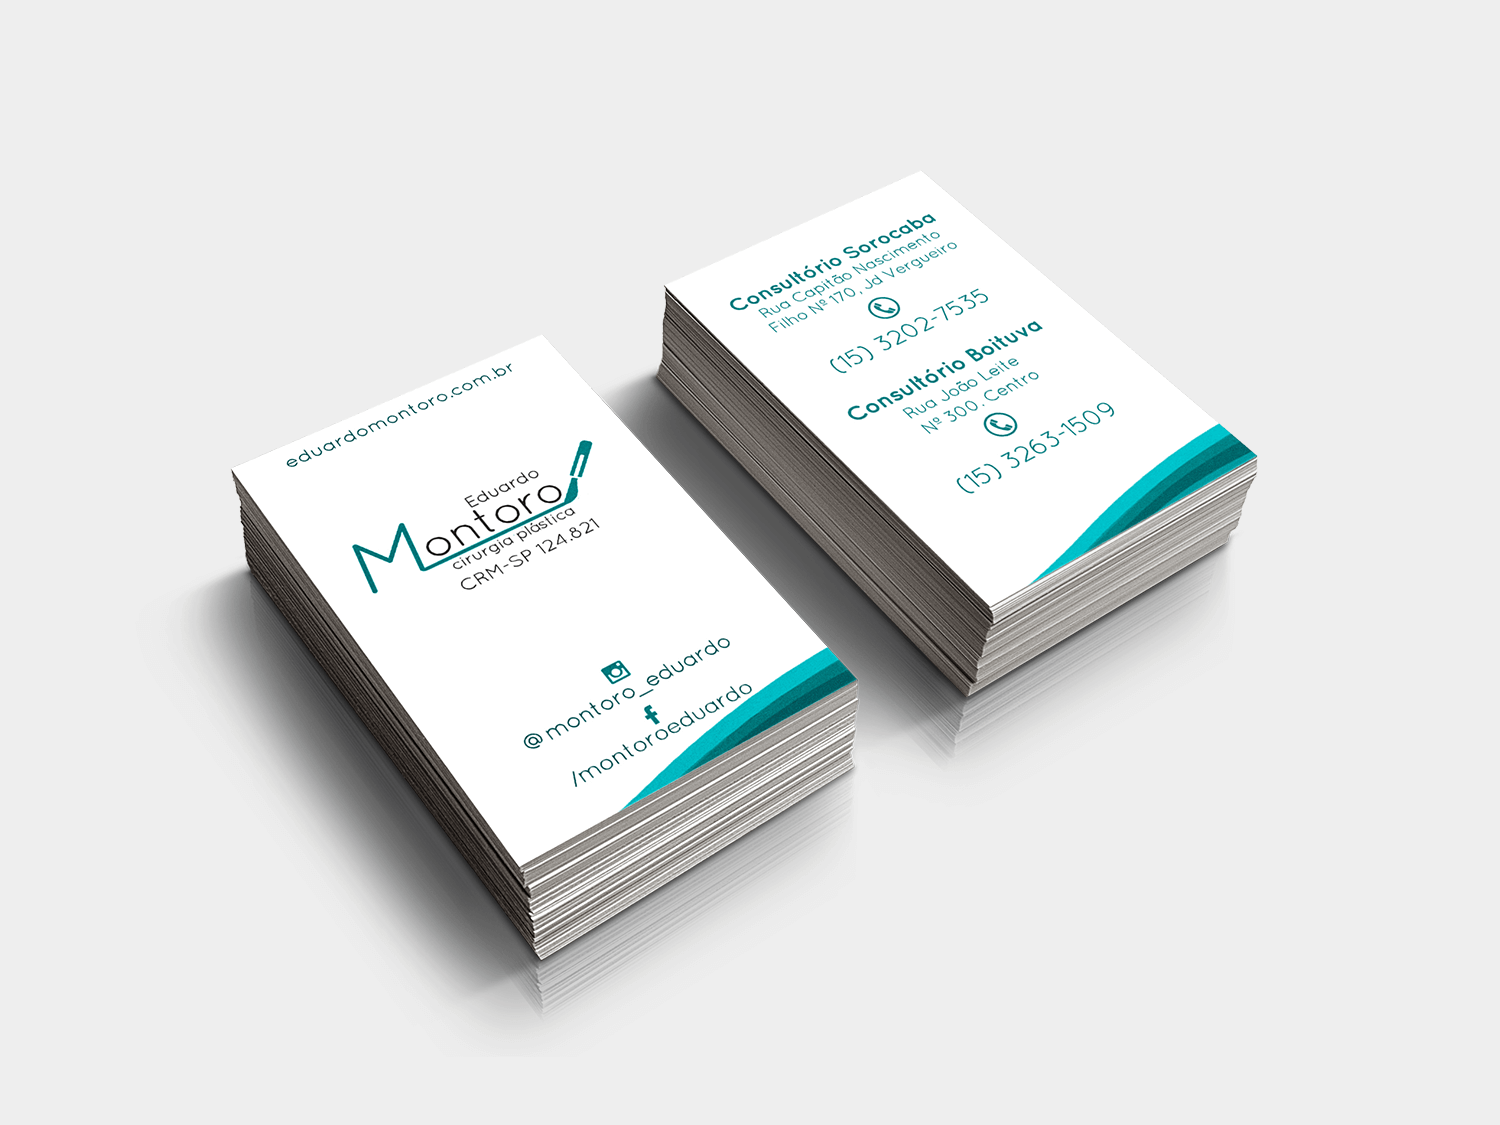 eduardomontoro.com.br
Eduardo
Montoro
cirurgia plástica
CRM-SP 124.821
@montoro_eduardo
/montoroeduardo
Consultório Sorocaba
Rua Capitão Nascimento
Filho Nº 170, Jd Vergueiro
(15) 3202-7535
Consultório Boituva
Rua João Leite
Nº 300. Centro
(15) 3263-1509